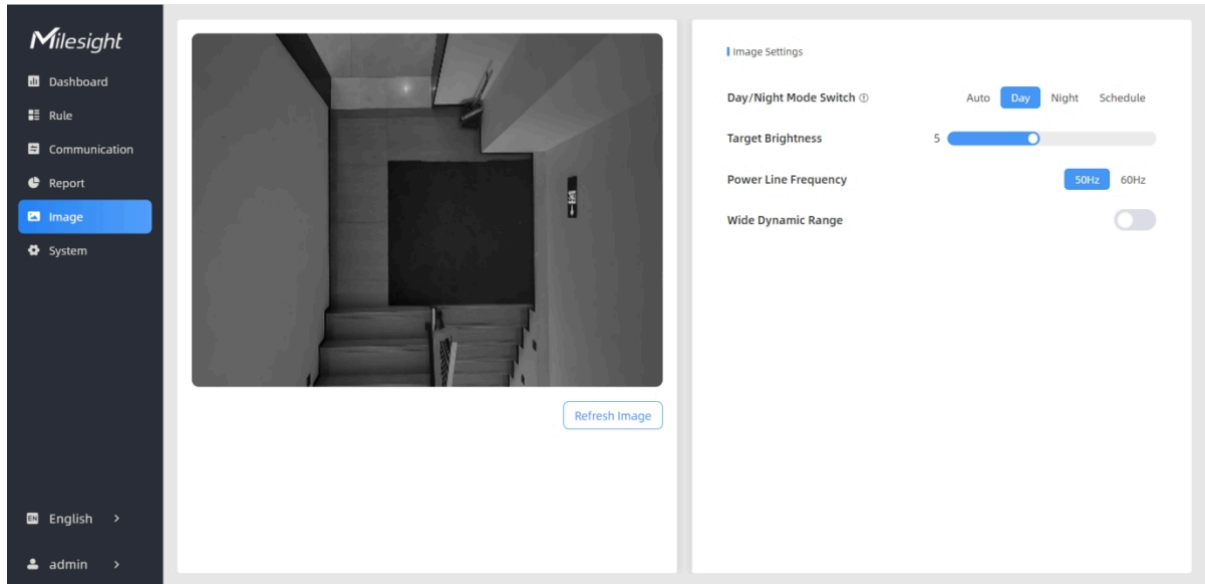 Milesight
Dashboard
Rule
Communication
Report
Image
System
EN English >
admin >
Refresh Image
Image Settings
Day/Night Mode Switch Auto Day Night Schedule
Target Brightness 5
Power Line Frequency 50Hz 60Hz
Wide Dynamic Range